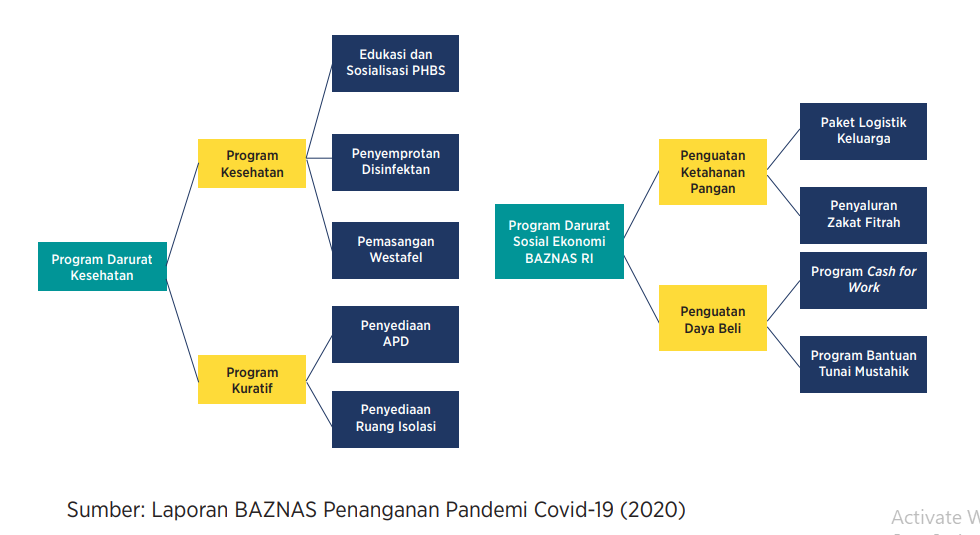 Edukasi dan
Sosialisasi PHBS
Program
Kesehatan
Penyemprotan
Disinfektan
Pemasangan
Westafel
Program Darurat
Kesehatan
Penyediaan
APD
Program
Kuratif
Penyediaan
Ruang Isolasi
Paket Logistik
Keluarga
Penguatan
Ketahanan
Pangan
Penyaluran
Zakat Fitrah
Program Darurat
Sosial Ekonomi
BAZNAS RI
Program Cash for
Work
Penguatan
Daya Beli
Program Bantuan
Tunai Mustahik
Sumber: Laporan BAZNAS Penanganan Pandemi Covid-19 (2020)
Activate W